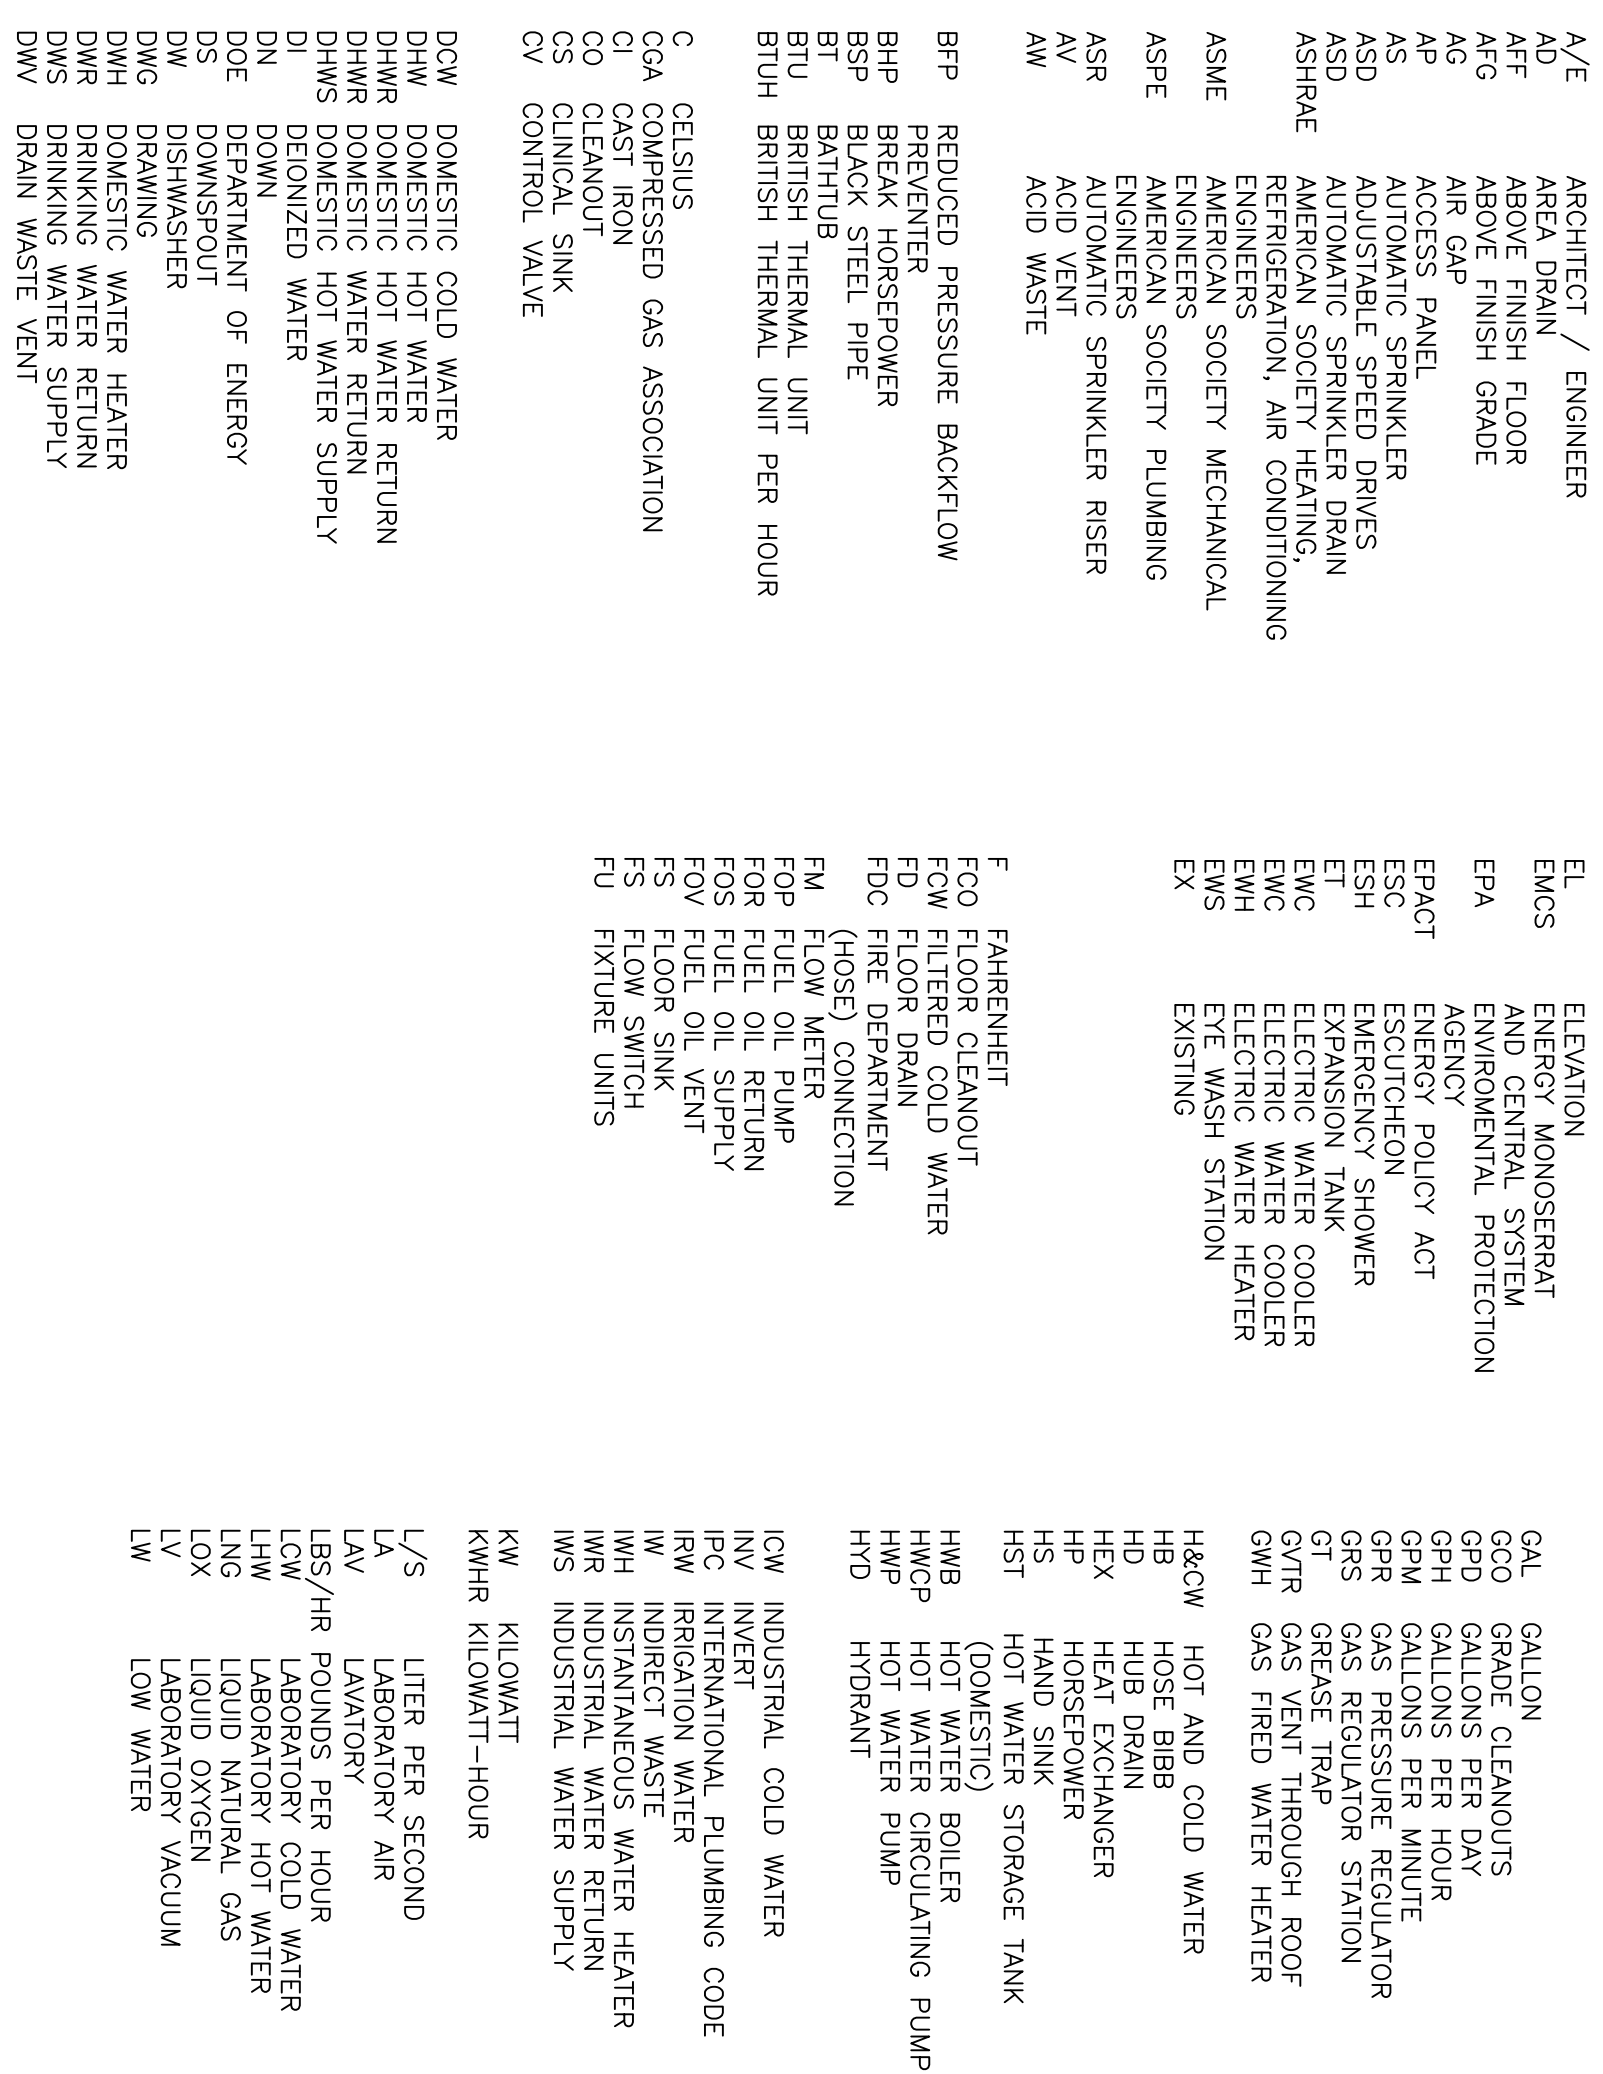 A/E ARCHITECT / ENGINEER
AD AREA DRAIN
AFF ABOVE FINISH FLOOR
AFG ABOVE FINISH GRADE
AG AIR GAP
AP ACCESS PANEL
AS AUTOMATIC SPRINKLER
ASD ADJUSTABLE SPEED DRIVES
ASD AUTOMATIC SPRINKLER DRAIN
ASHRAE AMERICAN SOCIETY HEATING,
REFRIGERATION, AIR CONDITIONING
ENGINEERS
ASME AMERICAN SOCIETY MECHANICAL
ENGINEERS
ASPE AMERICAN SOCIETY PLUMBING
ENGINEERS
ASR AUTOMATIC SPRINKLER RISER
AV ACID VENT
AW ACID WASTE
BFP REDUCED PRESSURE BACKFLOW
PREVENTER
BHP BREAK HORSEPOWER
BSP BLACK STEEL PIPE
BT BATHTUB
BTU BRITISH THERMAL UNIT
BTUH BRITISH THERMAL UNIT PER HOUR
C CELSIUS
CGA COMPRESSED GAS ASSOCIATION
CI CAST IRON
CO CLEANOUT
CS CLINICAL SINK
CV CONTROL VALVE
DCW DOMESTIC COLD WATER
DHW DOMESTIC HOT WATER
DHWR DOMESTIC HOT WATER RETURN
DHWR DOMESTIC WATER RETURN
DHWS DOMESTIC HOT WATER SUPPLY
DI DEIONIZED WATER
DN DOWN
DOE DEPARTMENT OF ENERGY
DS DOWNSPOUT
DW DISHWASHER
DWG DRAWING
DWH DOMESTIC WATER HEATER
DWR DRINKING WATER RETURN
DWS DRINKING WATER SUPPLY
DWV DRAIN WASTE VENT
EL ELEVATION
EMCS ENERGY MONOSERRAT
AND CENTRAL SYSTEM
EPA ENVIROMENTAL PROTECTION
AGENCY
EPACT ENERGY POLICY ACT
ESC ESCUTCHEON
ESH EMERGENCY SHOWER
ET EXPANSION TANK
EWC ELECTRIC WATER COOLER
EWC ELECTRIC WATER COOLER
EWH ELECTRIC WATER HEATER
EWS EYE WASH STATION
EX EXISTING
F FAHRENHEIT
FCO FLOOR CLEANOUT
FCW FILTERED COLD WATER
FD FLOOR DRAIN
FDC FIRE DEPARTMENT
(HOSE) CONNECTION
FM FLOW METER
FOP FUEL OIL PUMP
FOR FUEL OIL RETURN
FOS FUEL OIL SUPPLY
FOV FUEL OIL VENT
FS FLOOR SINK
FS FLOW SWITCH
FU FIXTURE UNITS
GAL GALLON
GCO GRADE CLEANOUTS
GPD GALLONS PER DAY
GPH GALLONS PER HOUR
GPM GALLONS PER MINUTE
GPR GAS PRESSURE REGULATOR
GRS GAS REGULATOR STATION
GT GREASE TRAP
GVTR GAS VENT THROUGH ROOF
GWH GAS FIRED WATER HEATER
H&CW HOT AND COLD WATER
HB HOSE BIBB
HD HUB DRAIN
HEX HEAT EXCHANGER
HP HORSEPOWER
HS HAND SINK
HST HOT WATER STORAGE TANK
(DOMESTIC)
HWB HOT WATER BOILER
HWCP HOT WATER CIRCULATING PUMP
HWP HOT WATER PUMP
HYD HYDRANT
ICW INDUSTRIAL COLD WATER
INV INVERT
IPC INTERNATIONAL PLUMBING CODE
IRW IRRIGATION WATER
IW INDIRECT WASTE
IWH INSTANTANEOUS WATER HEATER
IWR INDUSTRIAL WATER RETURN
IWS INDUSTRIAL WATER SUPPLY
KW KILOWATT
KWHR KILOWATT-HOUR
L/S LITER PER SECOND
LA LABORATORY AIR
LAV LAVATORY
LBS/HR POUNDS PER HOUR
LCW LABORATORY COLD WATER
LHW LABORATORY HOT WATER
LNG LIQUID NATURAL GAS
LOX LIQUID OXYGEN
LV LABORATORY VACUUM
LW LOW WATER